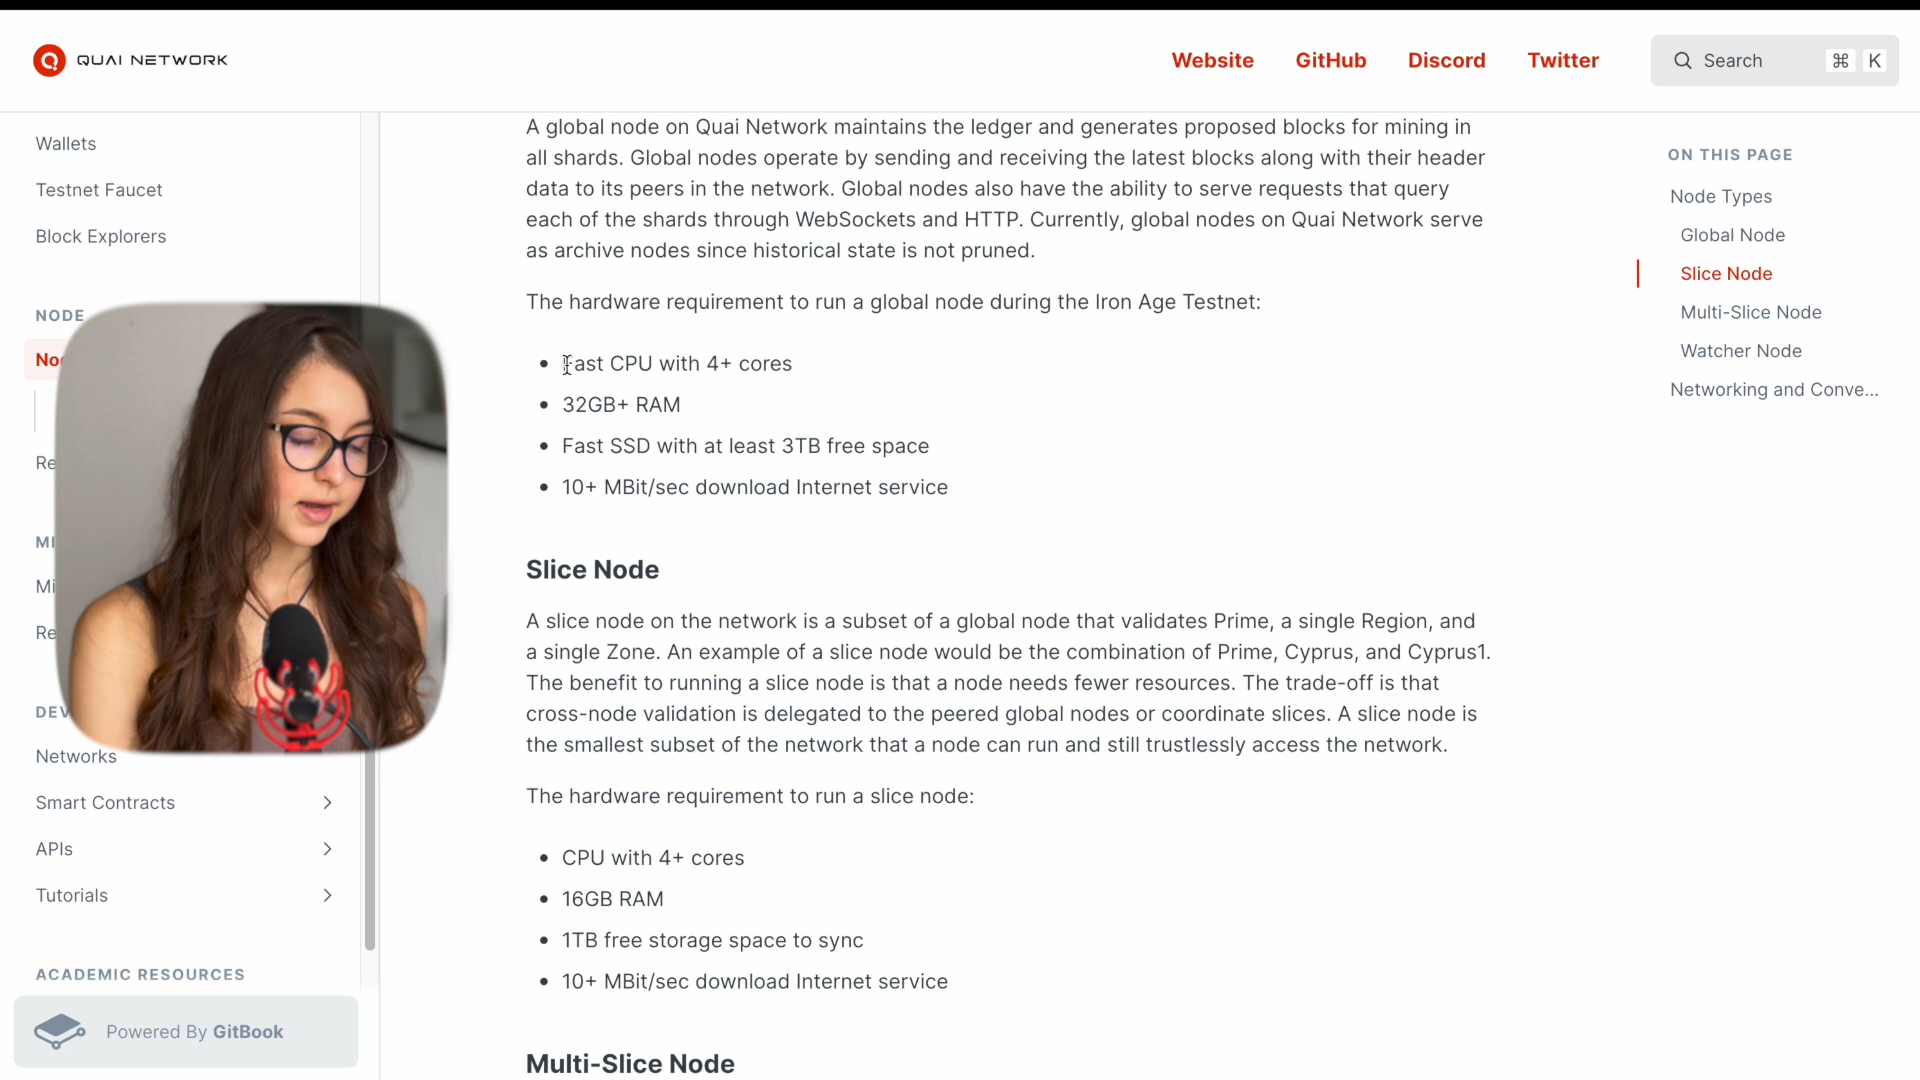 QUAI NETWORK
Website
GitHub
Discord
Twitter
Search
⌘ K
Wallets
Testnet Faucet
Block Explorers
NODE
Networks
Smart Contracts
APIs
Tutorials
ACADEMIC RESOURCES
Powered By GitBook
A global node on Quai Network maintains the ledger and generates proposed blocks for mining in
all shards. Global nodes operate by sending and receiving the latest blocks along with their header
data to its peers in the network. Global nodes also have the ability to serve requests that query
each of the shards through WebSockets and HTTP. Currently, global nodes on Quai Network serve
as archive nodes since historical state is not pruned.
The hardware requirement to run a global node during the Iron Age Testnet:
• Fast CPU with 4+ cores
• 32GB+ RAM
• Fast SSD with at least 3TB free space
• 10+ MBit/sec download Internet service
Slice Node
A slice node on the network is a subset of a global node that validates Prime, a single Region, and
a single Zone. An example of a slice node would be the combination of Prime, Cyprus, and Cyprus1.
The benefit to running a slice node is that a node needs fewer resources. The trade-off is that
cross-node validation is delegated to the peered global nodes or coordinate slices. A slice node is
the smallest subset of the network that a node can run and still trustlessly access the network.
The hardware requirement to run a slice node:
• CPU with 4+ cores
• 16GB RAM
• 1TB free storage space to sync
• 10+ MBit/sec download Internet service
Multi-Slice Node
ON THIS PAGE
Node Types
Global Node
Slice Node
Multi-Slice Node
Watcher Node
Networking and Conve...